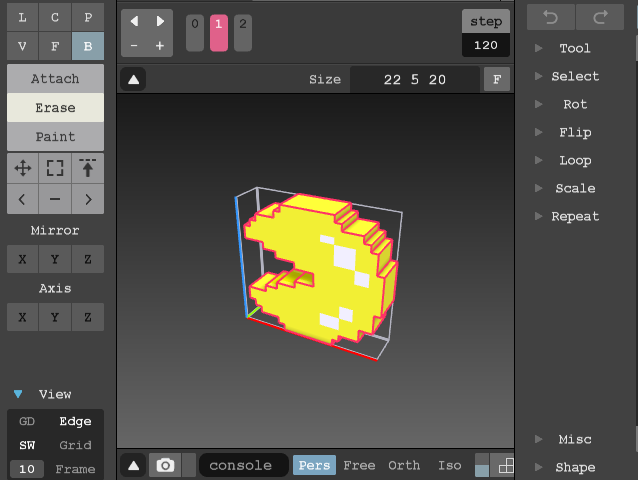 L C P
V F B
Attach
Erase
Paint
Mirror
X Y Z
Axis
X Y Z
View
GD Edge
SW Grid
10 Frame
- +
0 1 2
step
120
Size 22 5 20 F
console Pers Free Orth Iso
Tool
Select
Rot
Flip
Loop
Scale
Repeat
Misc
Shape